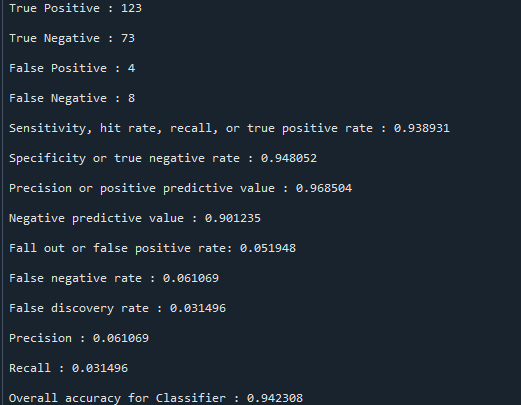 True Positive : 123
True Negative : 73
False Positive : 4
False Negative : 8
Sensitivity, hit rate, recall, or true positive rate : 0.938931
Specificity or true negative rate : 0.948052
Precision or positive predictive value : 0.968504
Negative predictive value : 0.901235
Fall out or false positive rate: 0.051948
False negative rate : 0.061069
False discovery rate : 0.031496
Precision : 0.061069
Recall : 0.031496
Overall accuracy for Classifier : 0.942308